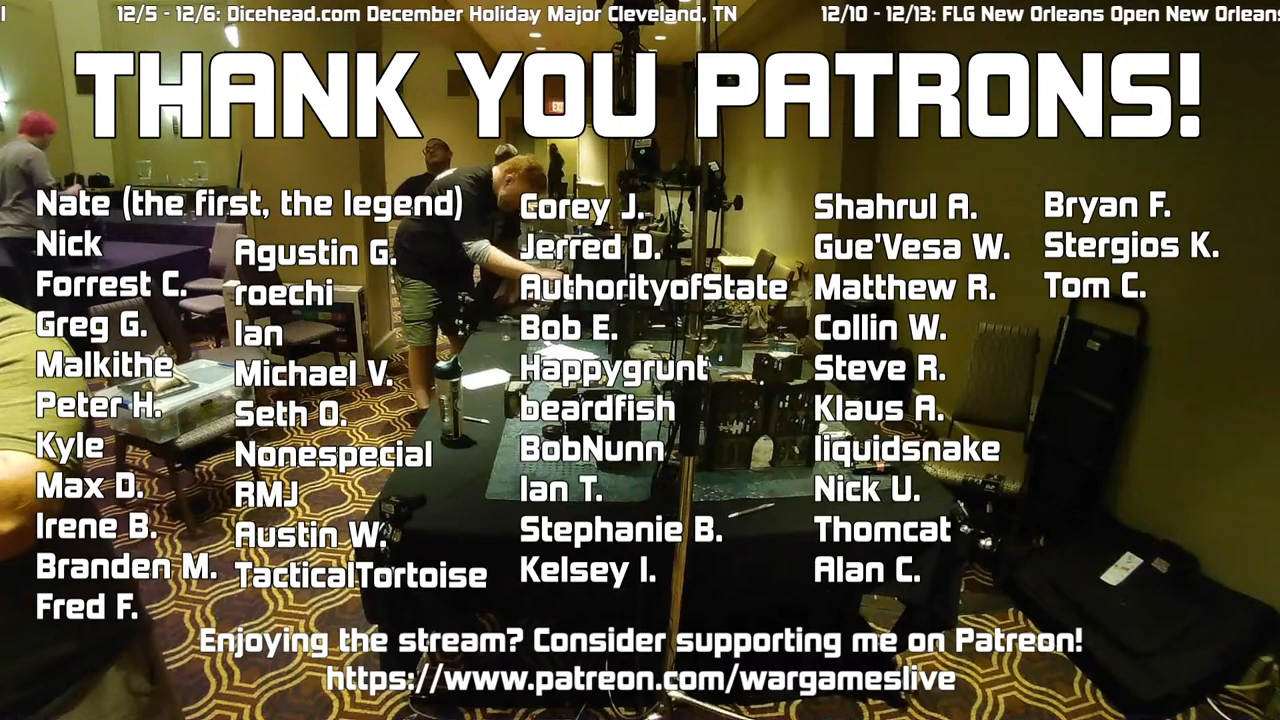 12/5 - 12/6: Dicehead.com December Holiday Major Cleveland, TN
12/10 - 12/13: FLG New Orleans Open New Orleans
THANK YOU PATRONS!
EXIT
Nate (the first, the legend)
Nick
Forrest C.
Greg G.
Malkithe
Peter H.
Kyle
Max D.
Irene B.
Branden M.
Fred F.
Agustin G.
roechi
Ian
Michael V.
Seth O.
Nonespecial
RMJ
Austin W.
TacticalTortoise
Corey J.
Jerred D.
AuthorityofState
Bob E.
Happygrunt
beardfish
BobNunn
Ian T.
Stephanie B.
Kelsey I.
Shahrul A.
Gue'Vesa W.
Matthew R.
Collin W.
Steve R.
Klaus A.
liquidsnake
Nick U.
Thomcat
Alan C.
Bryan F.
Stergios K.
Tom C.
Enjoying the stream? Consider supporting me on Patreon!
https://www.patreon.com/wargameslive